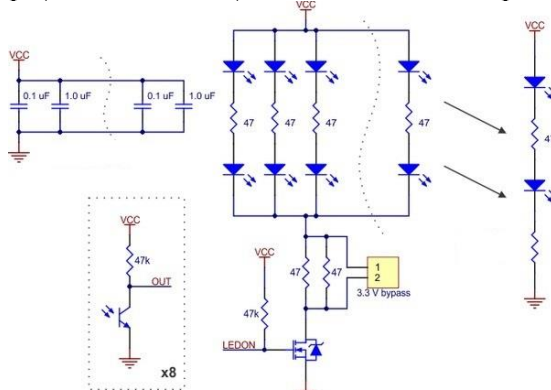 VCC
VCC
VCC
0.1 uF
1.0 uF
0.1 uF
1.0 uF
47
47
47
47
VCC
47k
OUT
x8
VCC
47k
LEDON
47
47
1
2
3.3 V bypass